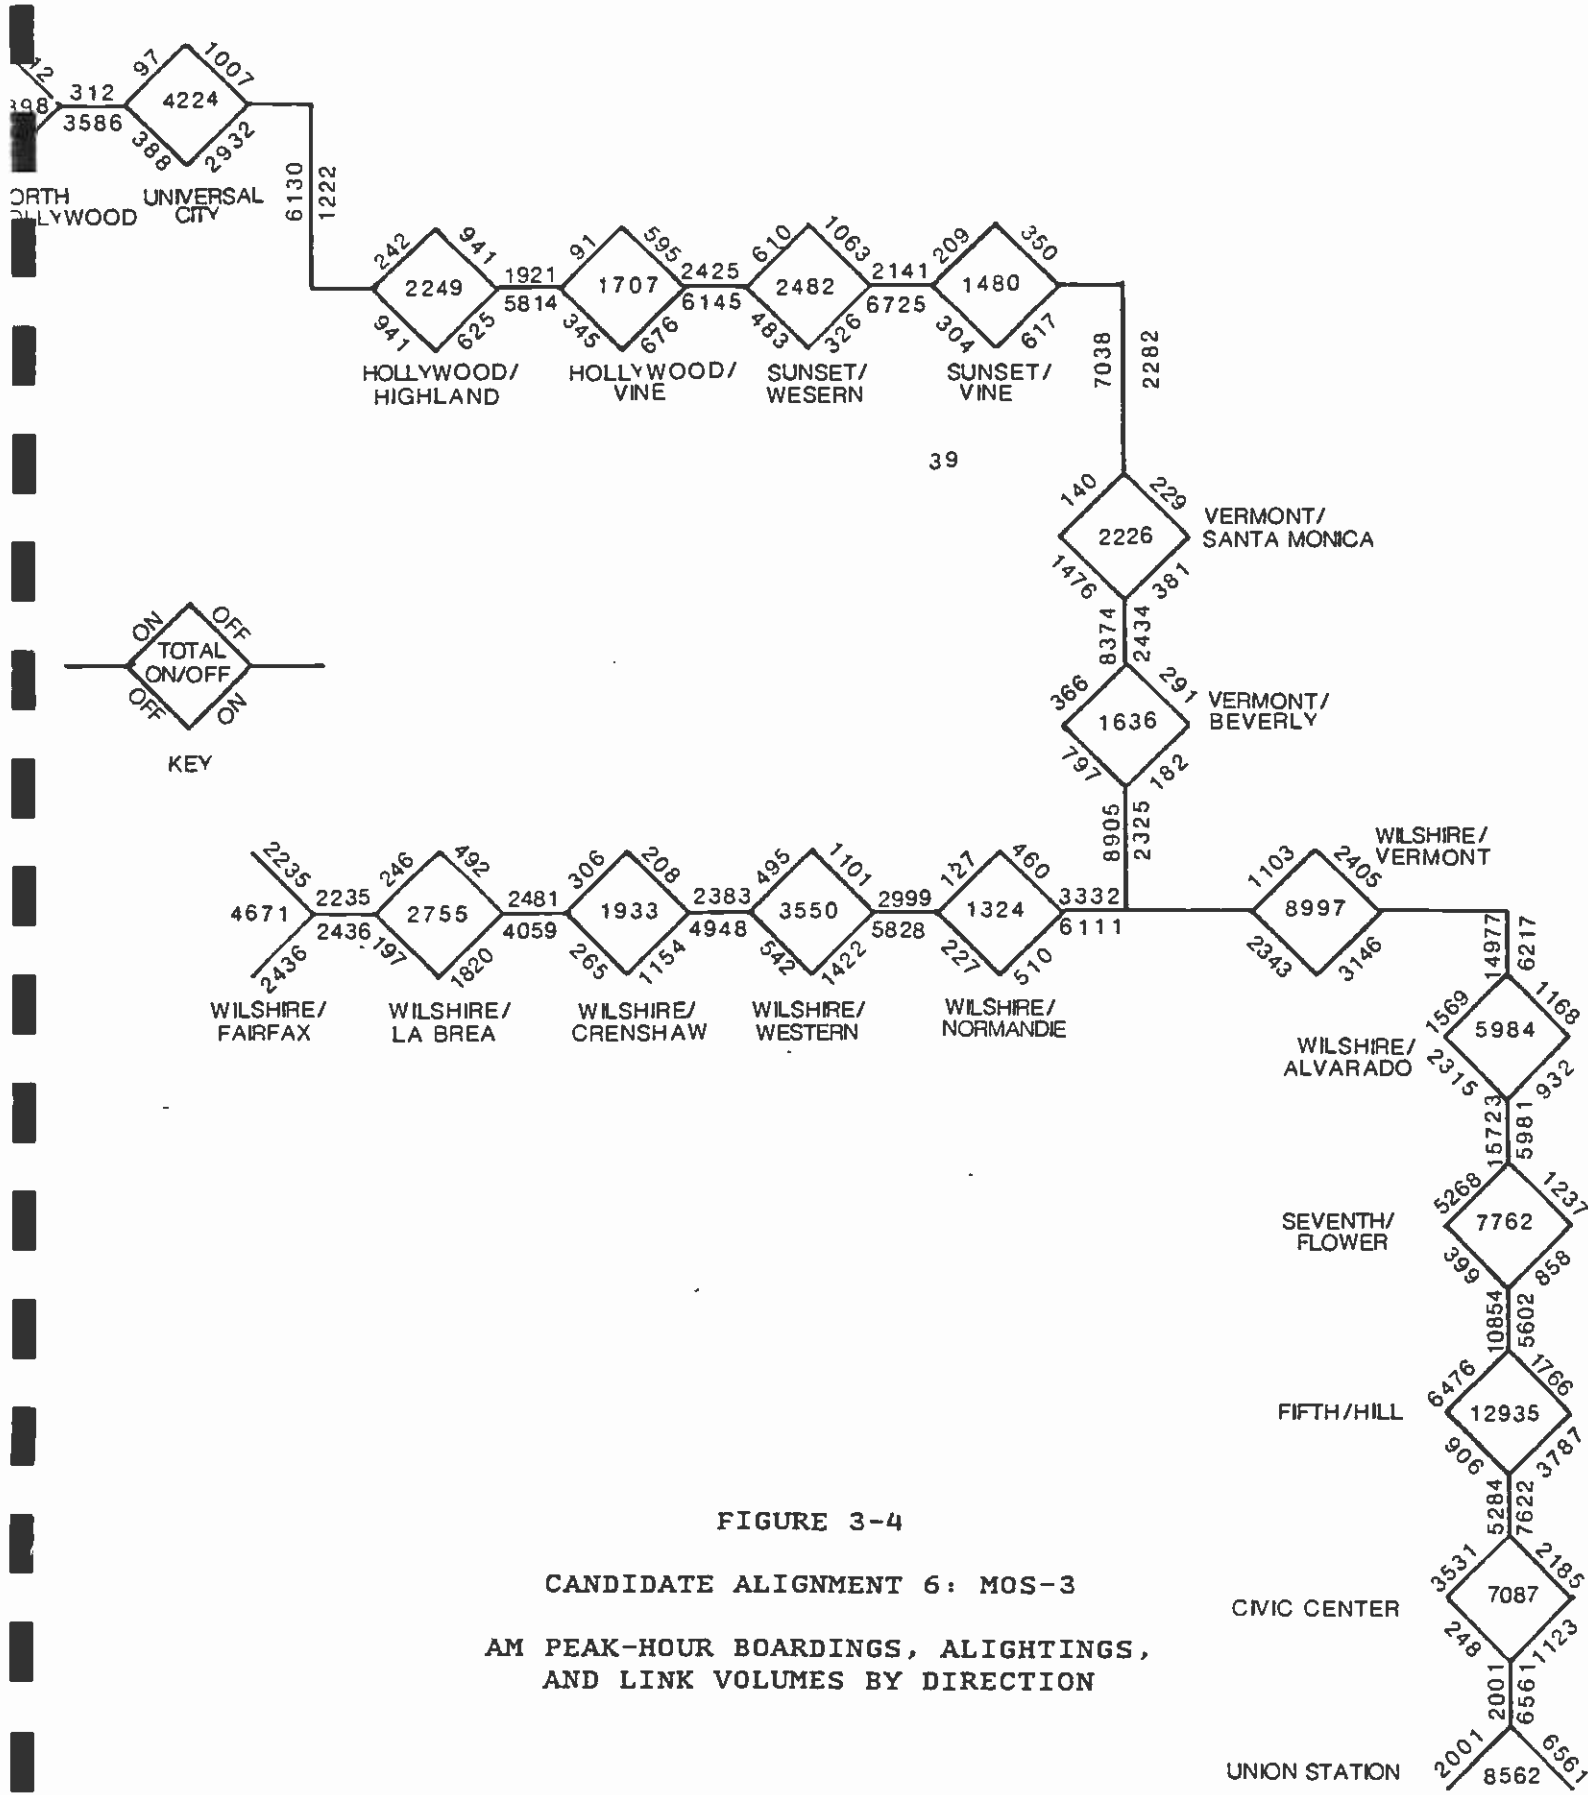 12
398
312
3586
ORTH
OLLYWOOD
97
1007
4224
388
2932
UNIVERSAL
CITY
6130
1222
242
941
2249
941
625
HOLLYWOOD/
HIGHLAND
1921
5814
91
595
1707
345
676
HOLLYWOOD/
VINE
2425
6145
610
1063
2482
483
326
SUNSET/
WESERN
2141
6725
209
350
1480
304
617
SUNSET/
VINE
7038
2282
39
140
229
2226
1476
381
VERMONT/
SANTA MONICA
8374
2434
366
291
1636
797
182
VERMONT/
BEVERLY
8905
2325
ON
OFF
TOTAL
ON/OFF
OFF
ON
KEY
2235
4671
2436
WILSHIRE/
FAIRFAX
2235
2436
246
492
2755
197
1820
WILSHIRE/
LA BREA
2481
4059
306
208
1933
265
1154
WILSHIRE/
CRENSHAW
2383
4948
495
1101
3550
542
1422
WILSHIRE/
WESTERN
2999
5828
127
460
1324
227
510
WILSHIRE/
NORMANDIE
3332
6111
WILSHIRE/
VERMONT
1103
2405
8997
2343
3146
14977
6217
1569
1168
5984
2315
932
WILSHIRE/
ALVARADO
15723
5981
5268
1237
7762
399
858
SEVENTH/
FLOWER
10854
5602
6476
1766
12935
906
3787
FIFTH/HILL
5284
7622
3531
2185
7087
248
1123
CIVIC CENTER
2001
6561
2001
6561
8562
UNION STATION
FIGURE 3-4
CANDIDATE ALIGNMENT 6: MOS-3
AM PEAK-HOUR BOARDINGS, ALIGHTINGS,
AND LINK VOLUMES BY DIRECTION